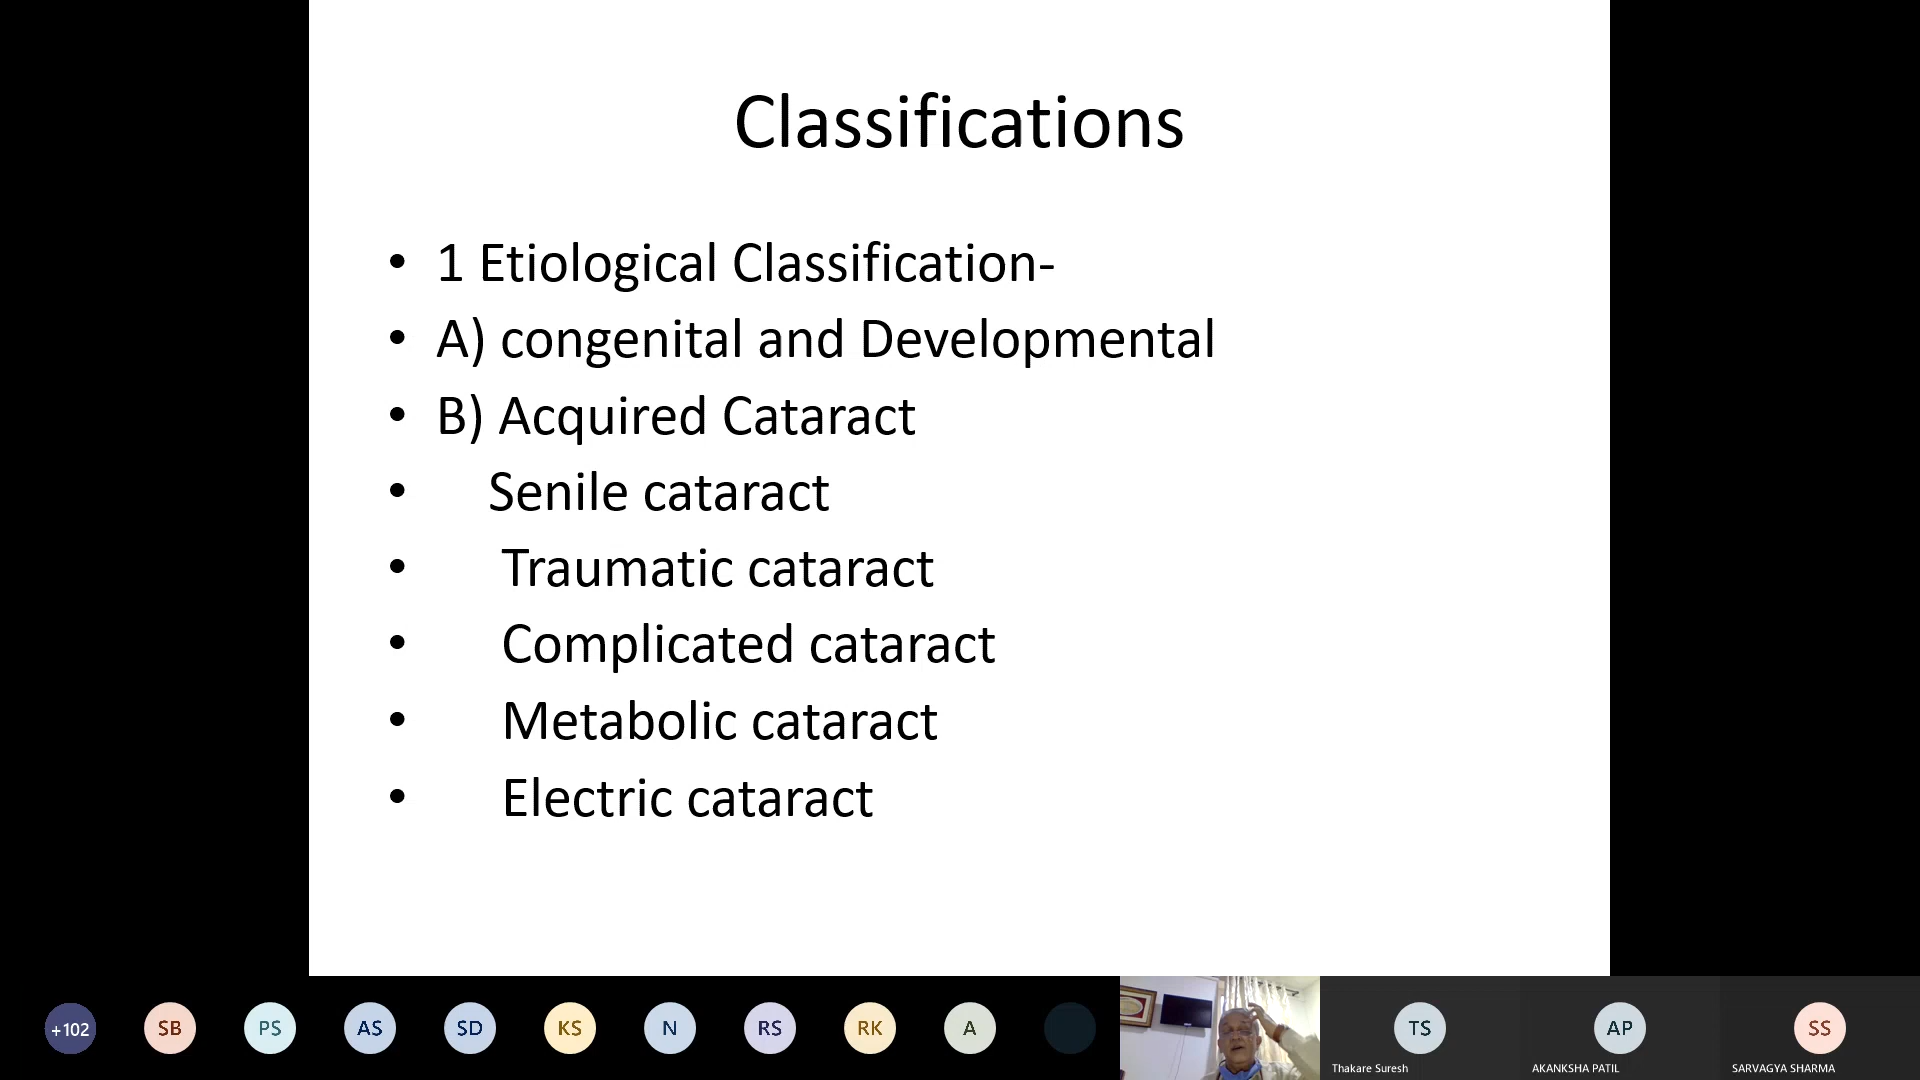 Classifications
• 1 Etiological Classification-
• A) congenital and Developmental
• B) Acquired Cataract
• Senile cataract
• Traumatic cataract
• Complicated cataract
• Metabolic cataract
• Electric cataract
+102 SB PS AS SD KS N RS RK A TS AP SS
Thakare Suresh AKANKSHA PATIL SARVAGYA SHARMA